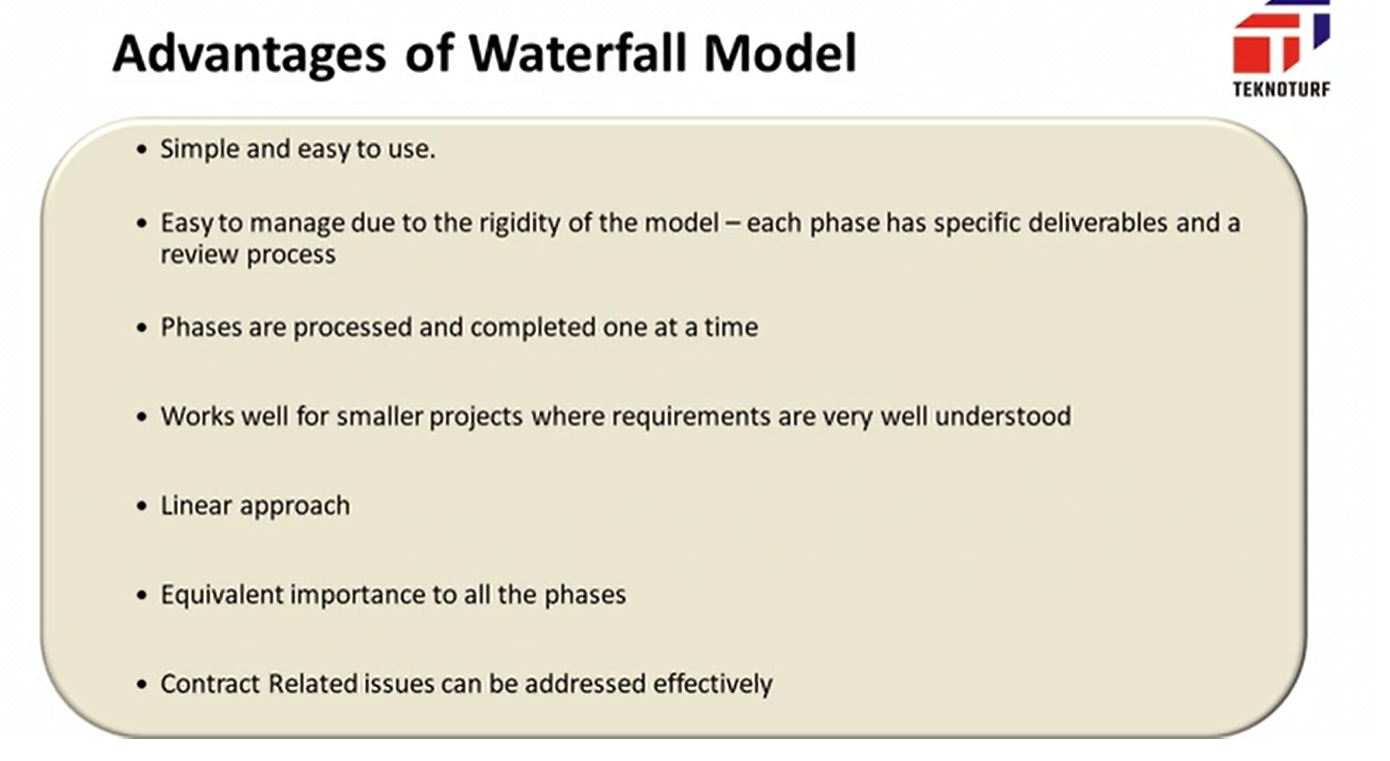 Advantages of Waterfall Model
TEKNOTURF
• Simple and easy to use.
• Easy to manage due to the rigidity of the model – each phase has specific deliverables and a
review process
• Phases are processed and completed one at a time
• Works well for smaller projects where requirements are very well understood
• Linear approach
• Equivalent importance to all the phases
• Contract Related issues can be addressed effectively